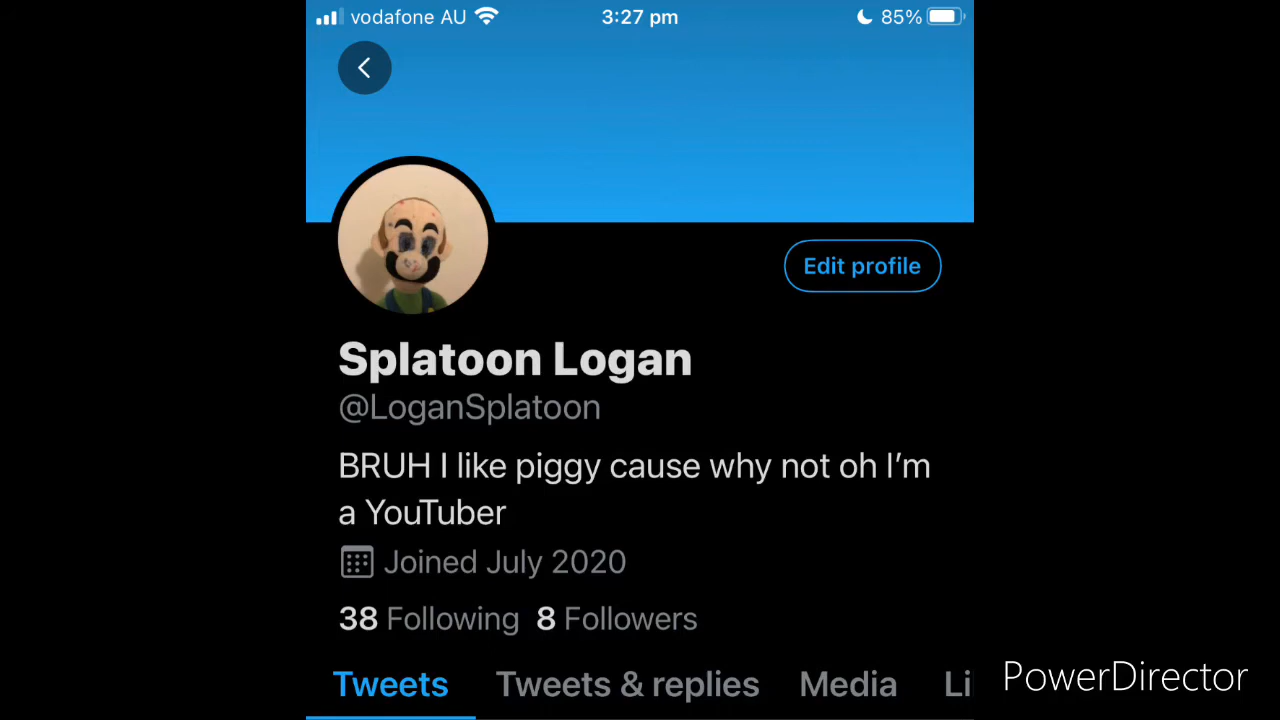 vodafone AU 3:27 pm 85%
Edit profile
Splatoon Logan
@LoganSplatoon
BRUH I like piggy cause why not oh I’m
a YouTuber
Joined July 2020
38 Following 8 Followers
Tweets Tweets & replies Media Li
PowerDirector